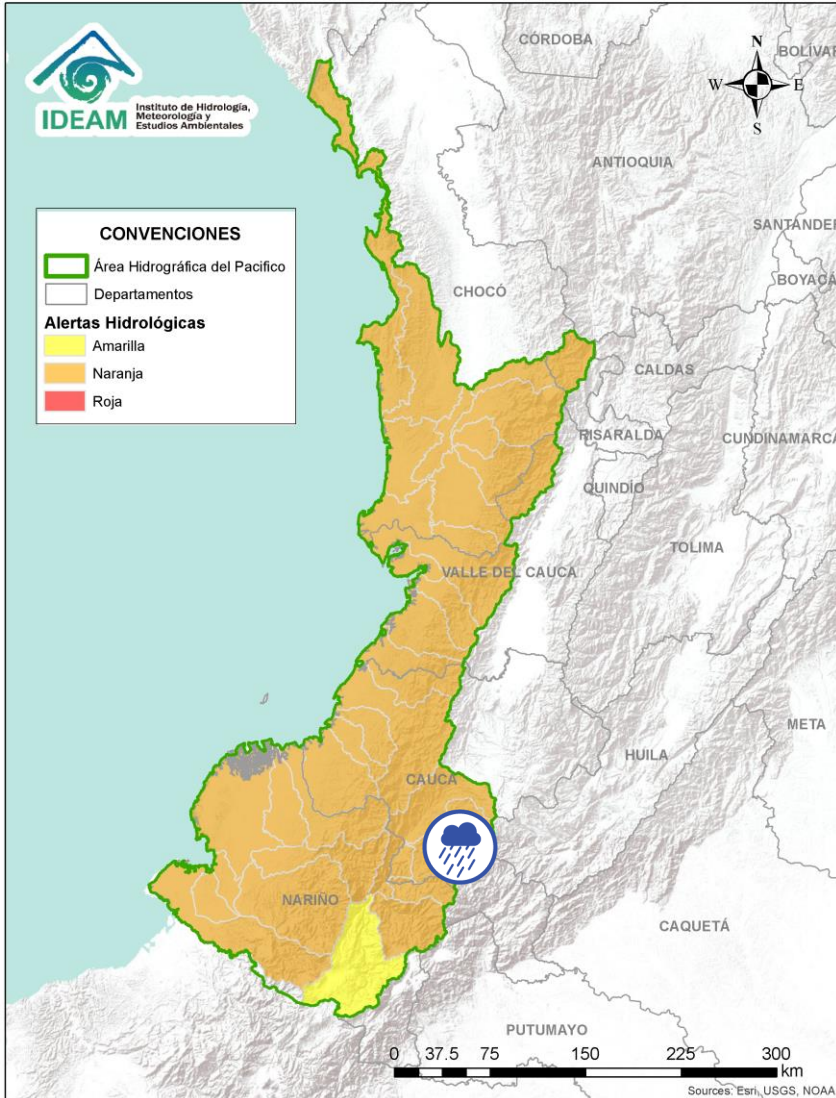 IDEAM
Instituto de Hidrología,
Meteorología y
Estudios Ambientales
CÓRDOBA
BOLÍVAR
N
W E
S
ANTIOQUIA
SANTANDER
CONVENCIONES
Área Hidrográfica del Pacifico
Departamentos
Alertas Hidrológicas
Amarilla
Naranja
Roja
BOYACÁ
CHOCÓ
CALDAS
RISARALDA
CUNDINAMARCA
QUINDÍO
TOLIMA
VALLE DEL CAUCA
META
HUILA
CAUCA
NARIÑO
CAQUETÁ
PUTUMAYO
0 37.5 75 150 225 300
km
Sources: Esri, USGS, NOAA